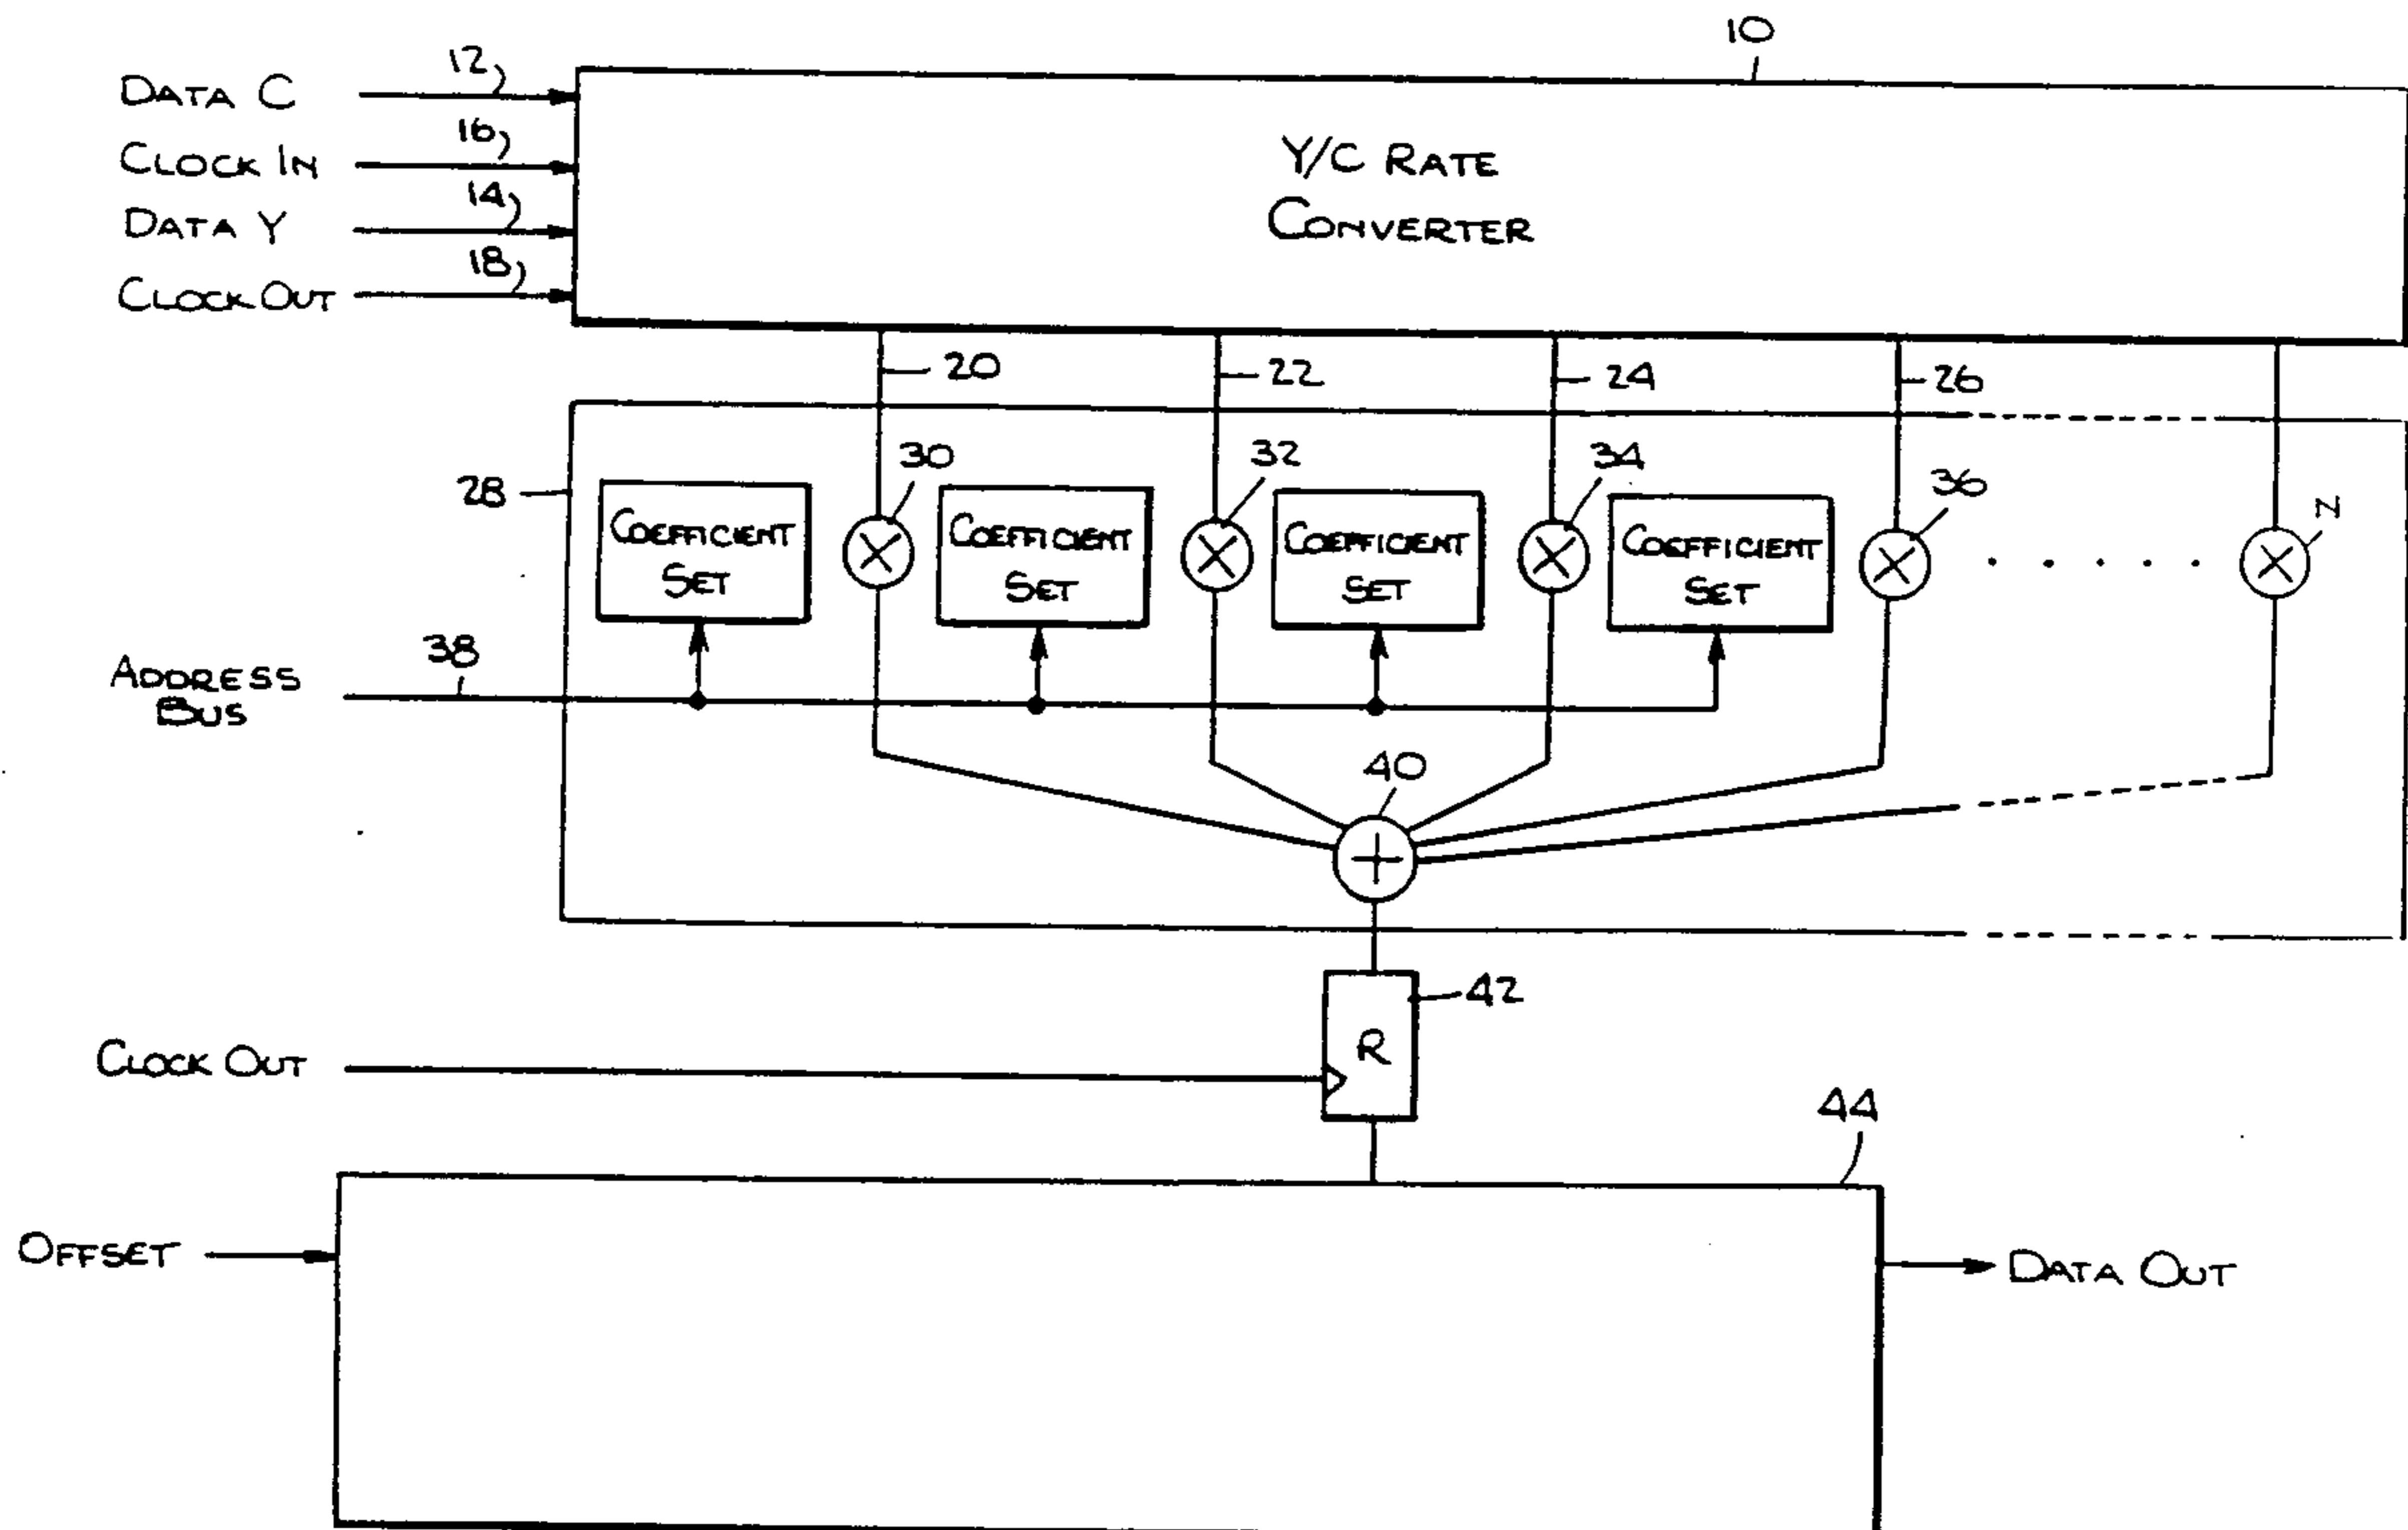 10
12
DATA C
16
CLOCK IN
14
DATA Y
18
CLOCK OUT
Y/C RATE
CONVERTER
20
22
24
26
28
30
32
34
36
N
COEFFICIENT
SET
COEFFICIENT
SET
COEFFICIENT
SET
COEFFICIENT
SET
38
ADDRESS
BUS
40
42
R
CLOCK OUT
44
OFFSET
DATA OUT